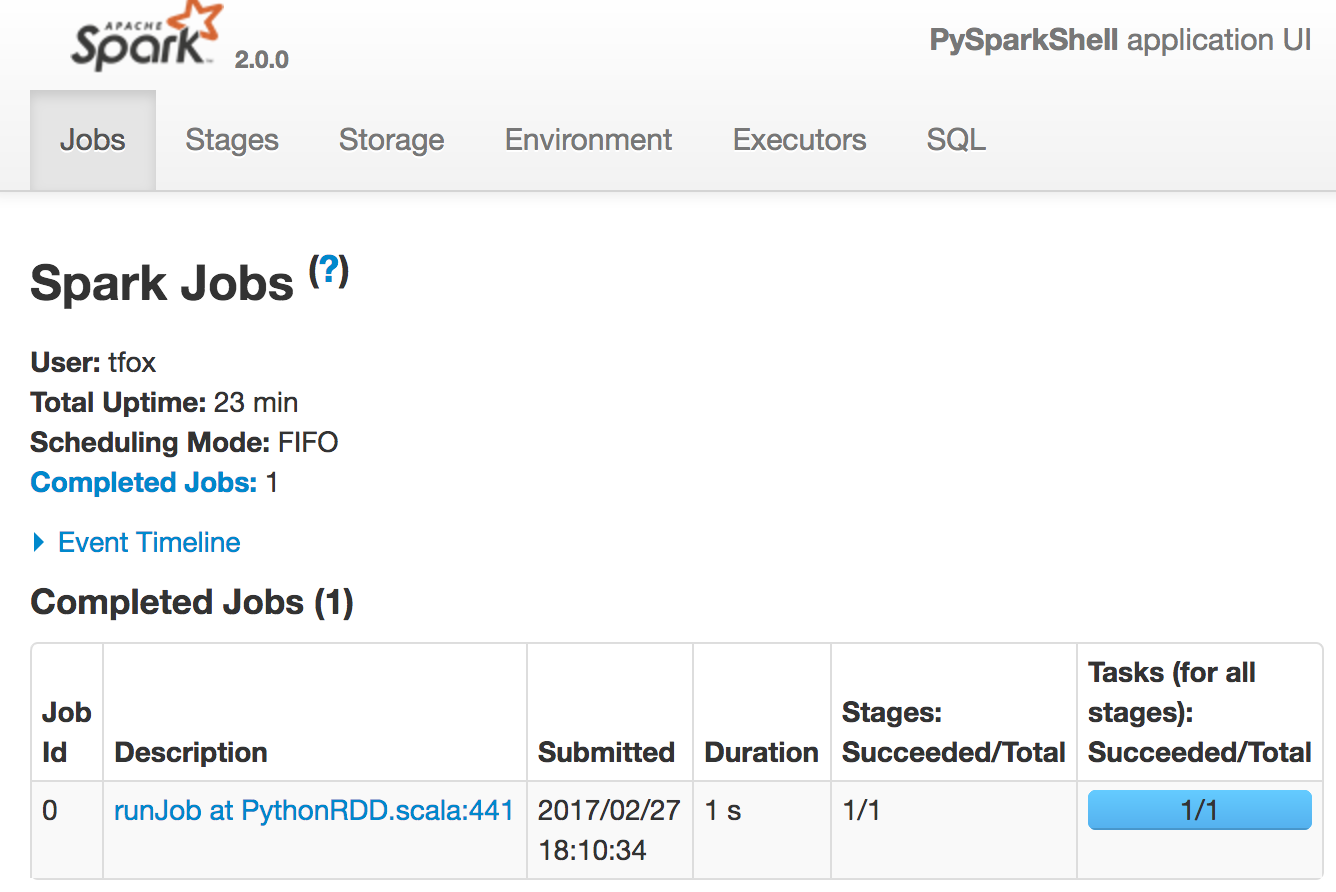 APACHE
Spark™ 2.0.0
PySparkShell application UI
Jobs Stages Storage Environment Executors SQL
Spark Jobs (?)
User: tfox
Total Uptime: 23 min
Scheduling Mode: FIFO
Completed Jobs: 1
Event Timeline
Completed Jobs (1)
Job Id Description Submitted Duration Stages: Succeeded/Total Tasks (for all stages): Succeeded/Total
0 runJob at PythonRDD.scala:441 2017/02/27 18:10:34 1 s 1/1 1/1